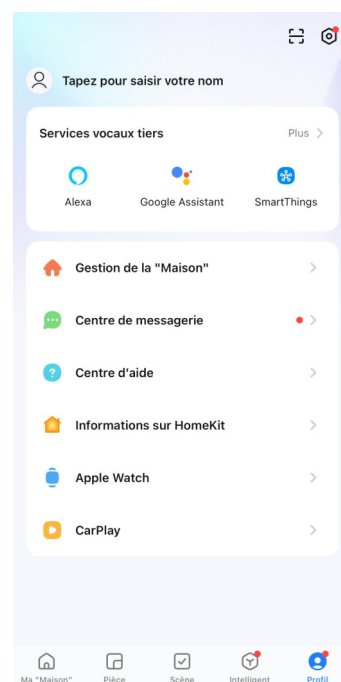 Tapez pour saisir votre nom
Services vocaux tiers Plus
Alexa Google Assistant SmartThings
Gestion de la "Maison"
Centre de messagerie
Centre d'aide
Informations sur HomeKit
Apple Watch
CarPlay
Ma "Maison" Pièce Scène Intelligent Profil